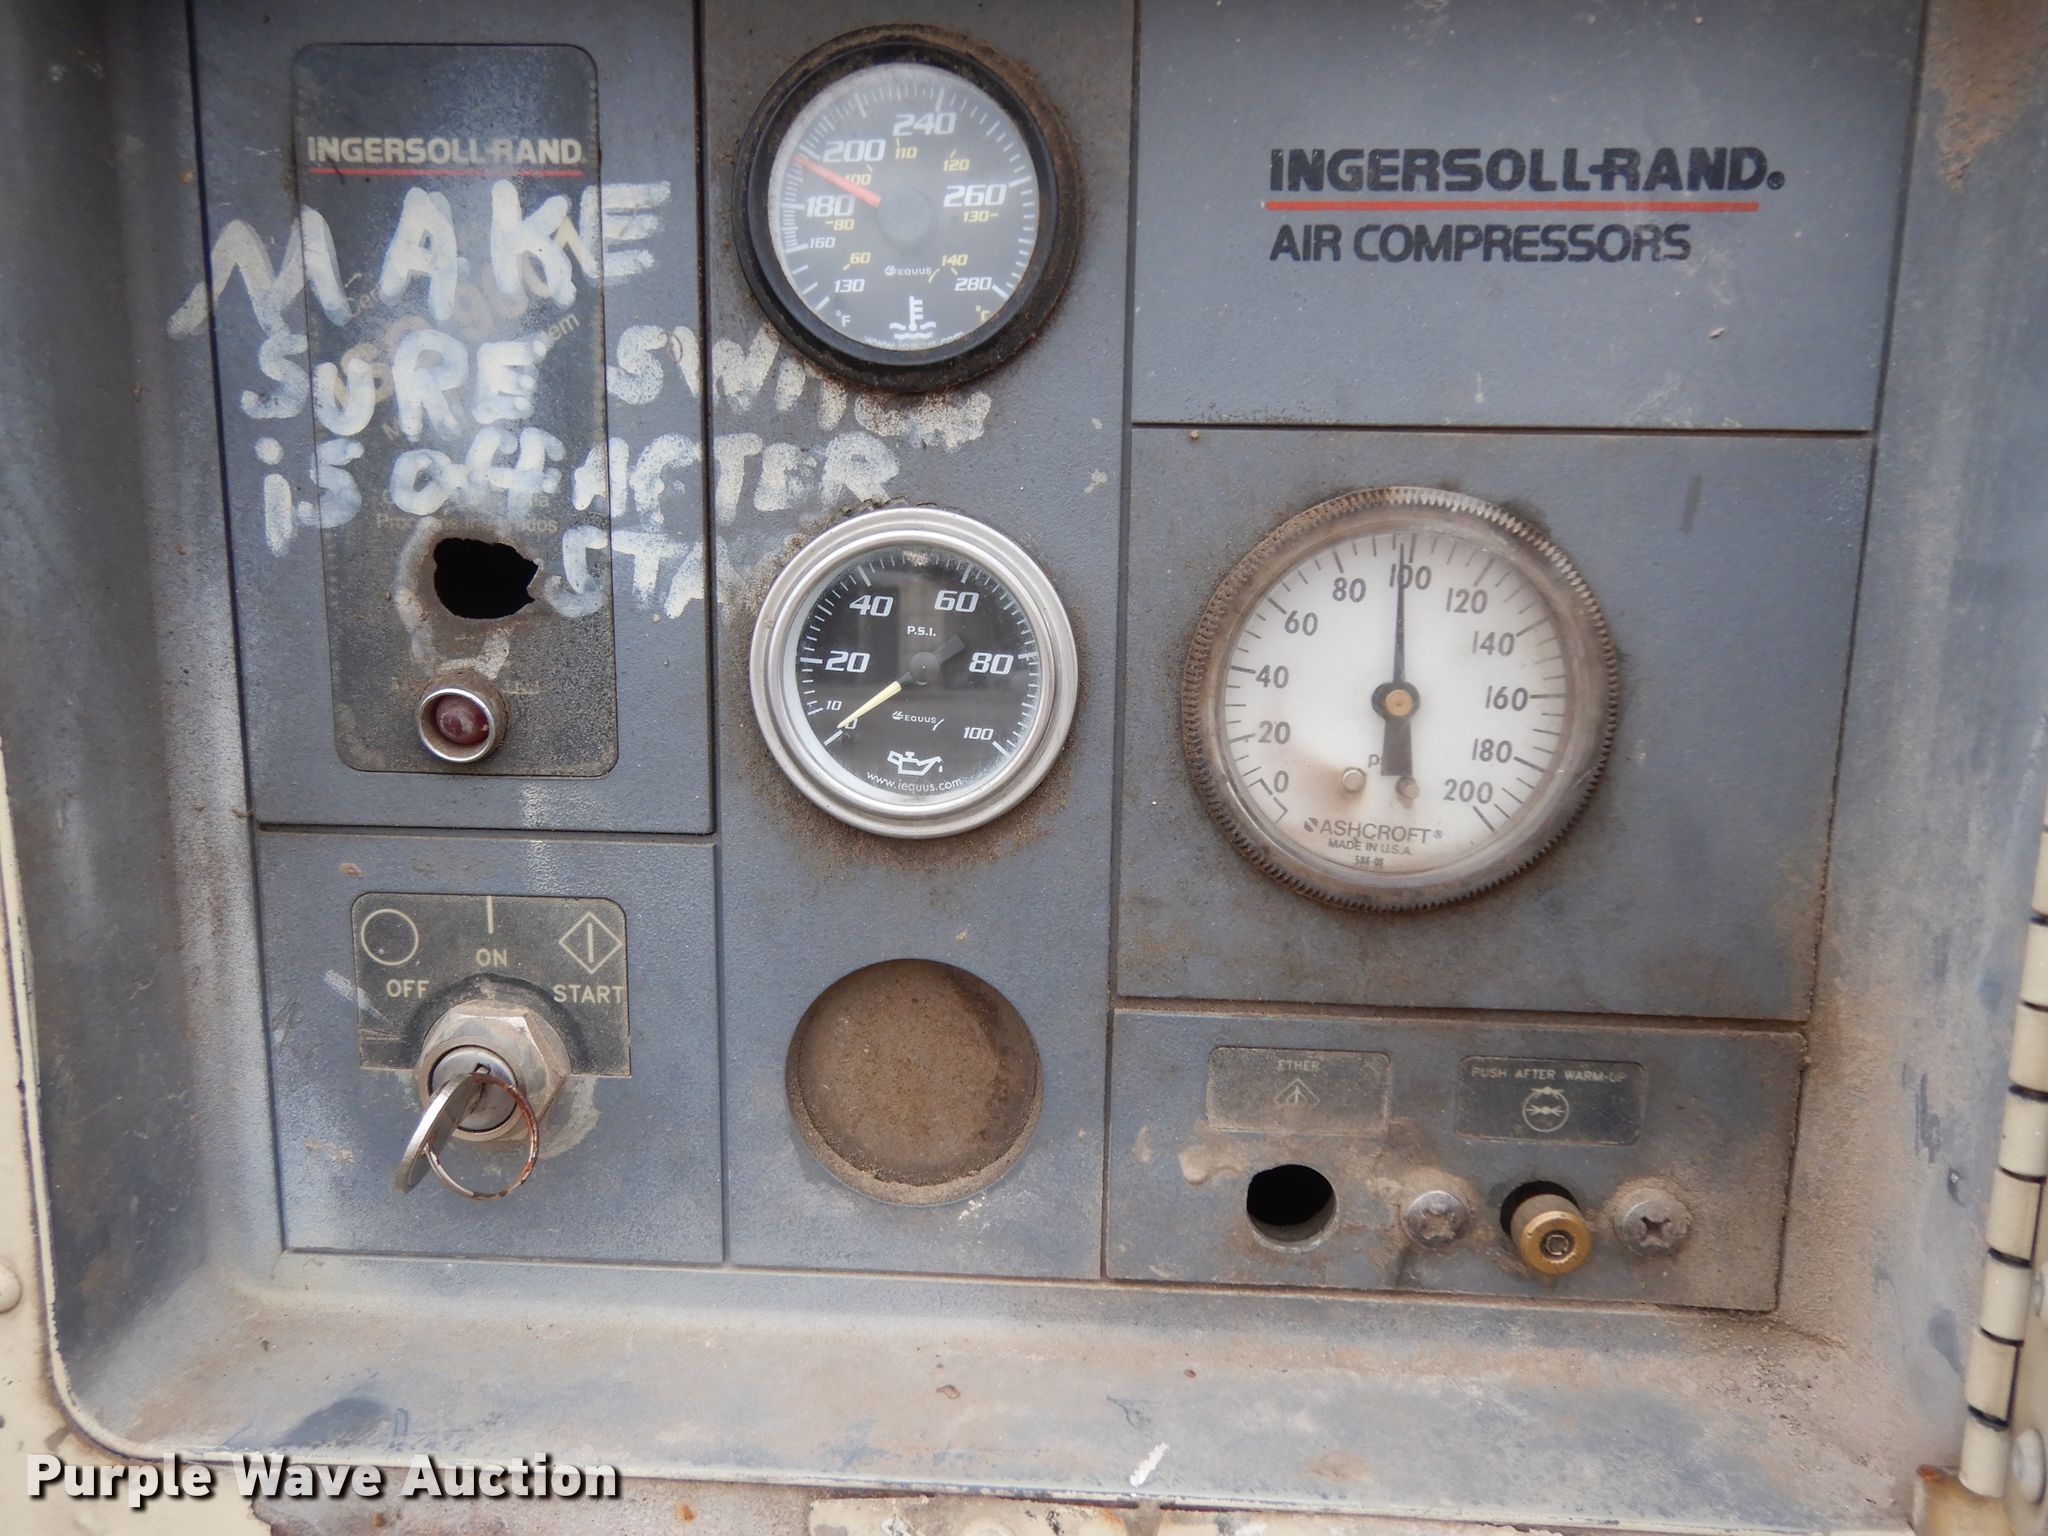 INGERSOLL-RAND
MAKE
SURE SWITCH
iS OFF AFTER
STA
OFF
ON
START
240
200
110
120
100
260
180
130
80
160
60
140
EQUUS
130
280
°F
°C
40
60
P.S.I.
20
80
10
EQUUS
0
100
www.iequus.com
INGERSOLL-RAND®
AIR COMPRESSORS
100
80
120
60
140
40
160
20
180
0
200
ASHCROFT®
MADE IN U.S.A.
ETHER
PUSH AFTER WARM-UP
Purple Wave Auction